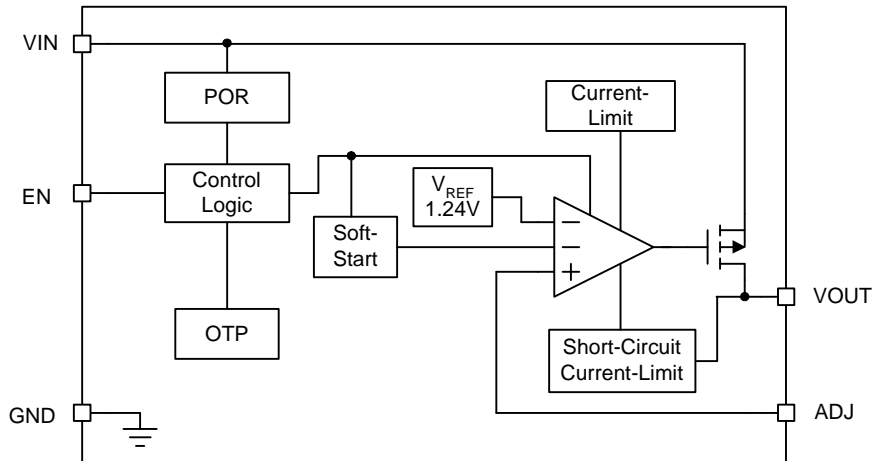 VIN
POR
Current-
Limit
EN
Control
Logic
VREF
1.24V
Soft-
Start
OTP
VOUT
Short-Circuit
Current-Limit
GND
ADJ